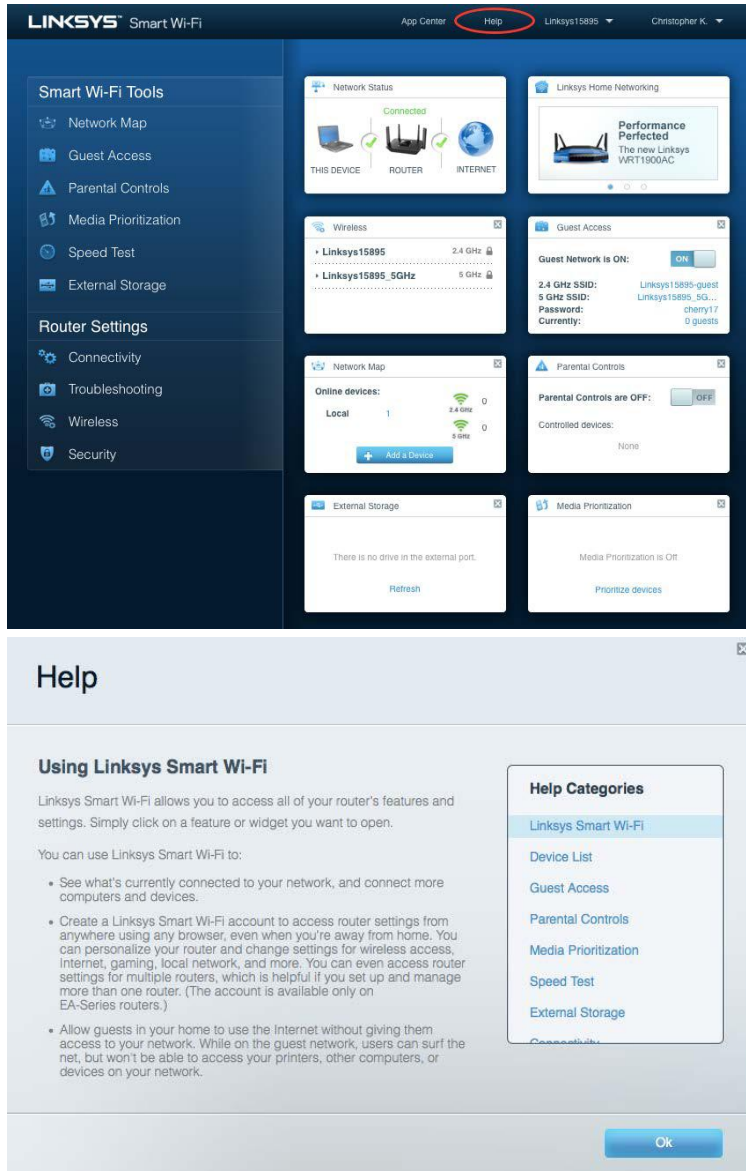 LINKSYS™ Smart Wi-Fi
App Center Help Linksys15895 Christopher K.
Smart Wi-Fi Tools
Network Map
Guest Access
Parental Controls
Media Prioritization
Speed Test
External Storage
Router Settings
Connectivity
Troubleshooting
Wireless
Security
Network Status
Connected
THIS DEVICE ROUTER INTERNET
Linksys Home Networking
Performance
Perfected
The new Linksys
WRT1900AC
Wireless
Linksys15895 2.4 GHz
Linksys15895_5GHz 5 GHz
Guest Access
Guest Network is ON: ON
2.4 GHz SSID: Linksys15895-guest
5 GHz SSID: Linksys15895_5G...
Password: cherry17
Currently: 0 guests
Network Map
Online devices:
Local 1
0
2.4 GHz
0
5 GHz
Add a Device
Parental Controls
Parental Controls are OFF: OFF
Controlled devices:
None
External Storage
There is no drive in the external port.
Refresh
Media Prioritization
Media Prioritization is Off
Prioritize devices
Help
Using Linksys Smart Wi-Fi
Linksys Smart Wi-Fi allows you to access all of your router's features and
settings. Simply click on a feature or widget you want to open.
You can use Linksys Smart Wi-Fi to:
• See what's currently connected to your network, and connect more
computers and devices.
• Create a Linksys Smart Wi-Fi account to access router settings from
anywhere using any browser, even when you're away from home. You
can personalize your router and change settings for wireless access,
Internet, gaming, local network, and more. You can even access router
settings for multiple routers, which is helpful if you set up and manage
more than one router. (The account is available only on
EA-Series routers.)
• Allow guests in your home to use the Internet without giving them
access to your network. While on the guest network, users can surf the
net, but won't be able to access your printers, other computers, or
devices on your network.
Help Categories
Linksys Smart Wi-Fi
Device List
Guest Access
Parental Controls
Media Prioritization
Speed Test
External Storage
Connectivity
Ok